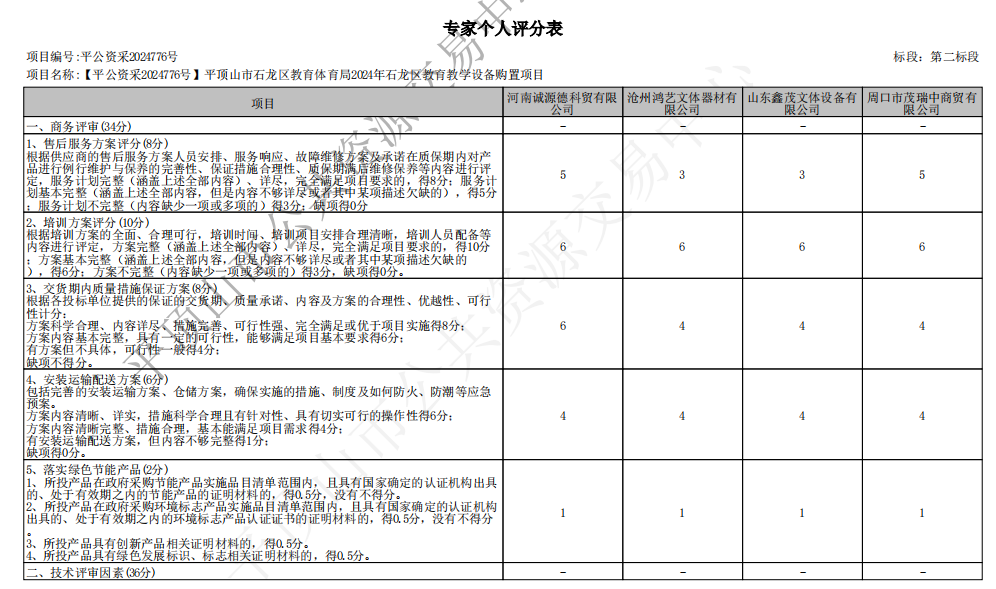 专家个人评分表
项目编号:平公资采2024776号
标段：第二标段
项目名称:【平公资采2024776号】平顶山市石龙区教育体育局2024年石龙区教育教学设备购置项目
项目
河南诚源德科贸有限公司
沧州鸿艺文体器材有限公司
山东鑫茂文体设备有限公司
周口市茂瑞中商贸有限公司
一、商务评审(34分) – – – –
1、售后服务方案评分(8分)
根据供应商的售后服务方案人员安排、服务响应、故障维修方案及承诺在质保期内对产
品进行例行维护与保养的完善性、保证措施合理性、质保期满后维修保养等内容进行评
定，服务计划完整（涵盖上述全部内容）、详尽，完全满足项目要求的，得8分；服务计
划基本完整（涵盖上述全部内容，但是内容不够详尽或者其中某项描述欠缺的），得5分
；服务计划不完整（内容缺少一项或多项的）得3分；缺项得0分
5 3 3 5
2、培训方案评分(10分)
根据培训方案的全面、合理可行，培训时间、培训项目安排合理清晰，培训人员配备等
内容进行评定，方案完整（涵盖上述全部内容）、详尽，完全满足项目要求的，得10分
；方案基本完整（涵盖上述全部内容，但是内容不够详尽或者其中某项描述欠缺的
），得6分；方案不完整（内容缺少一项或多项的）得3分，缺项得0分。
6 6 6 6
3、交货期内质量措施保证方案(8分)
根据各投标单位提供的保证的交货期、质量承诺、内容及方案的合理性、优越性、可行
性计分：
方案科学合理、内容详尽、措施完善、可行性强、完全满足或优于项目实施得8分；
方案内容基本完整，具有一定的可行性，能够满足项目基本要求得6分；
有方案但不具体，可行性一般得4分；
缺项不得分。
6 4 4 4
4、安装运输配送方案(6分)
包括完善的安装运输方案、仓储方案，确保实施的措施、制度及如何防火、防潮等应急
预案。
方案内容清晰、详实，措施科学合理且有针对性、具有切实可行的操作性得6分；
方案内容清晰完整、措施合理，基本能满足项目需求得4分；
有安装运输配送方案，但内容不够完整得1分；
缺项得0分。
4 4 4 4
5、落实绿色节能产品(2分)
1、所投产品在政府采购节能产品实施品目清单范围内，且具有国家确定的认证机构出具
的、处于有效期之内的节能产品的证明材料的，得0.5分，没有不得分。
2、所投产品在政府采购环境标志产品实施品目清单范围内，且具有国家确定的认证机构
出具的、处于有效期之内的环境标志产品认证证书的证明材料的，得0.5分，没有不得分
。
3、所投产品具有创新产品相关证明材料的，得0.5分。
4、所投产品具有绿色发展标识、标志相关证明材料的，得0.5分。
1 1 1 1
二、技术评审因素(36分) – – – –
平顶山市公共资源交易中心
平顶山市公共资源交易中心